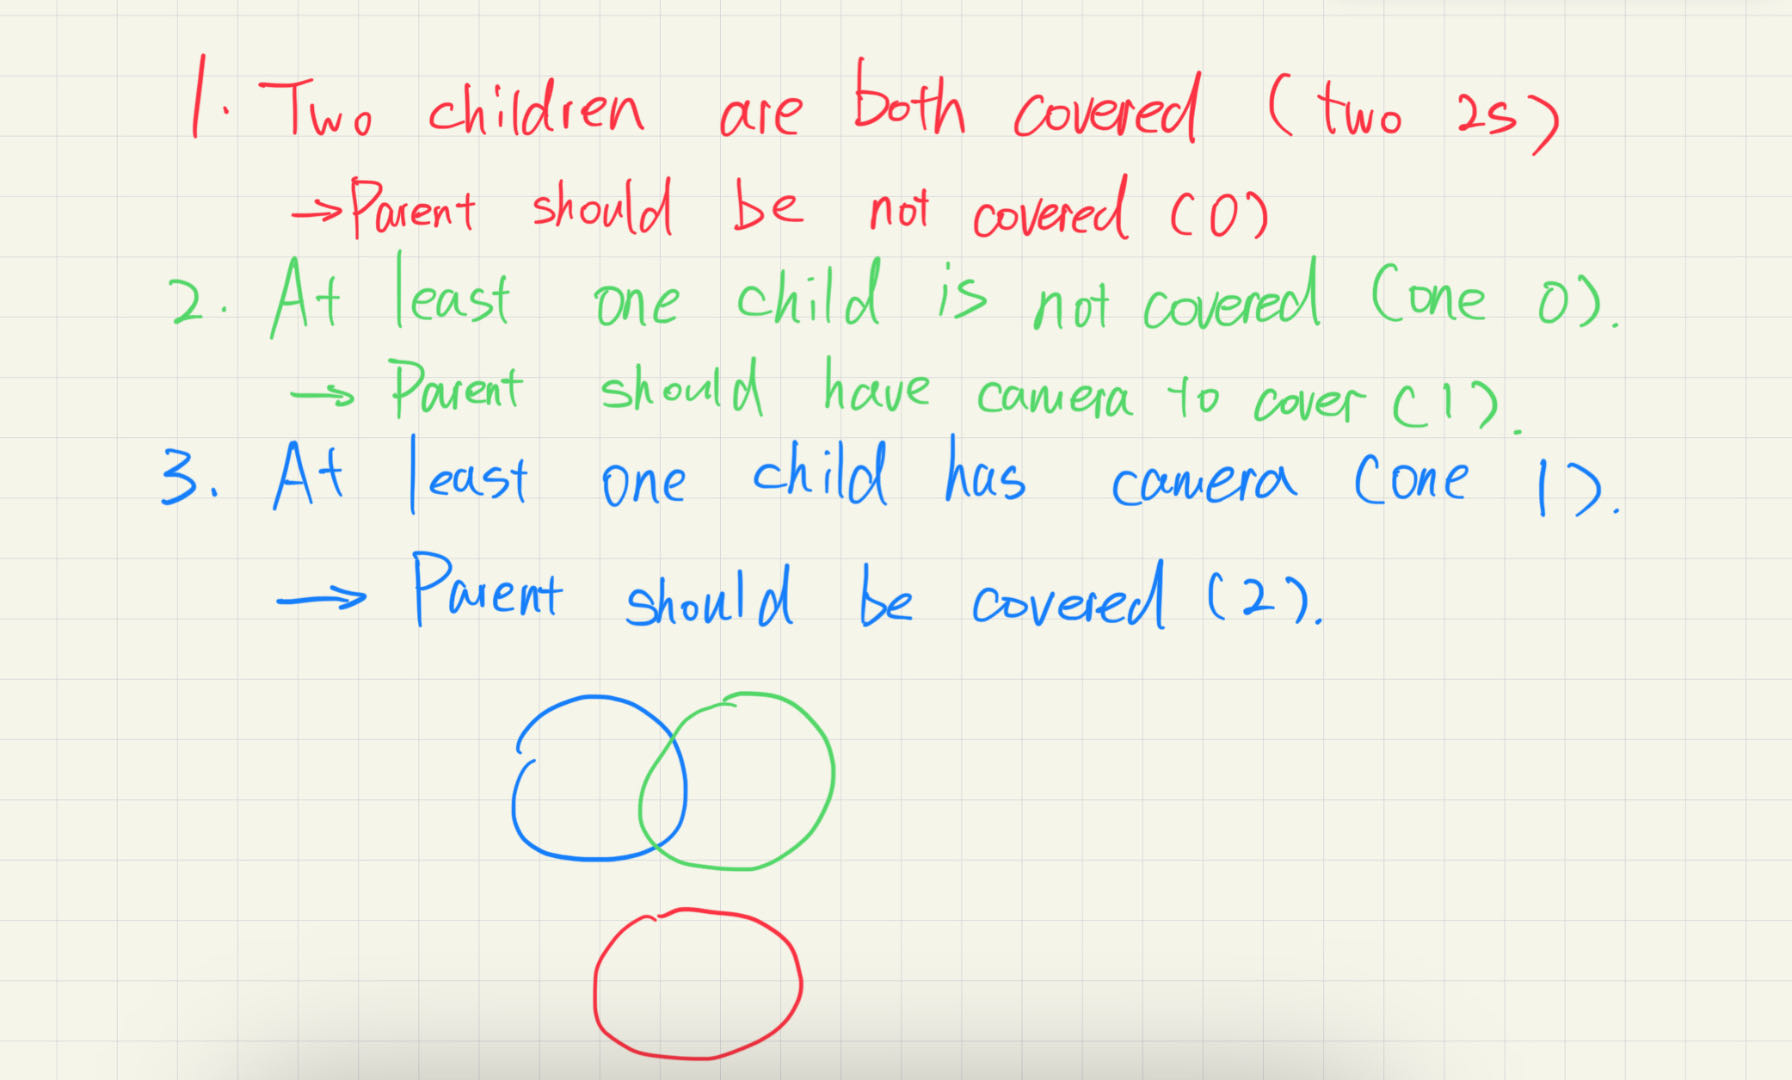 1. Two children are both covered (two 2s)
→ Parent should be not covered (0)
2. At least one child is not covered (one 0).
→ Parent should have camera to cover (1).
3. At least one child has camera (one 1).
→ Parent should be covered (2).